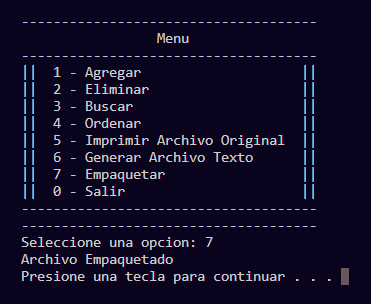 -------------------------------------
Menu
-------------------------------------
||  1 - Agregar                    ||
||  2 - Eliminar                   ||
||  3 - Buscar                     ||
||  4 - Ordenar                    ||
||  5 - Imprimir Archivo Original  ||
||  6 - Generar Archivo Texto      ||
||  7 - Empaquetar                 ||
||  0 - Salir                      ||
-------------------------------------
-------------------------------------
Seleccione una opcion: 7
Archivo Empaquetado
Presione una tecla para continuar . . .